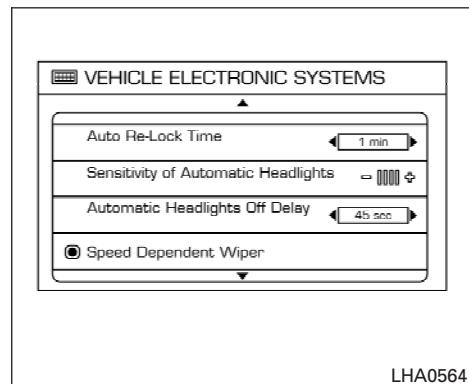 VEHICLE ELECTRONIC SYSTEMS
Auto Re-Lock Time 1 min
Sensitivity of Automatic Headlights - +
Automatic Headlights Off Delay 45 sec
Speed Dependent Wiper
LHA0564